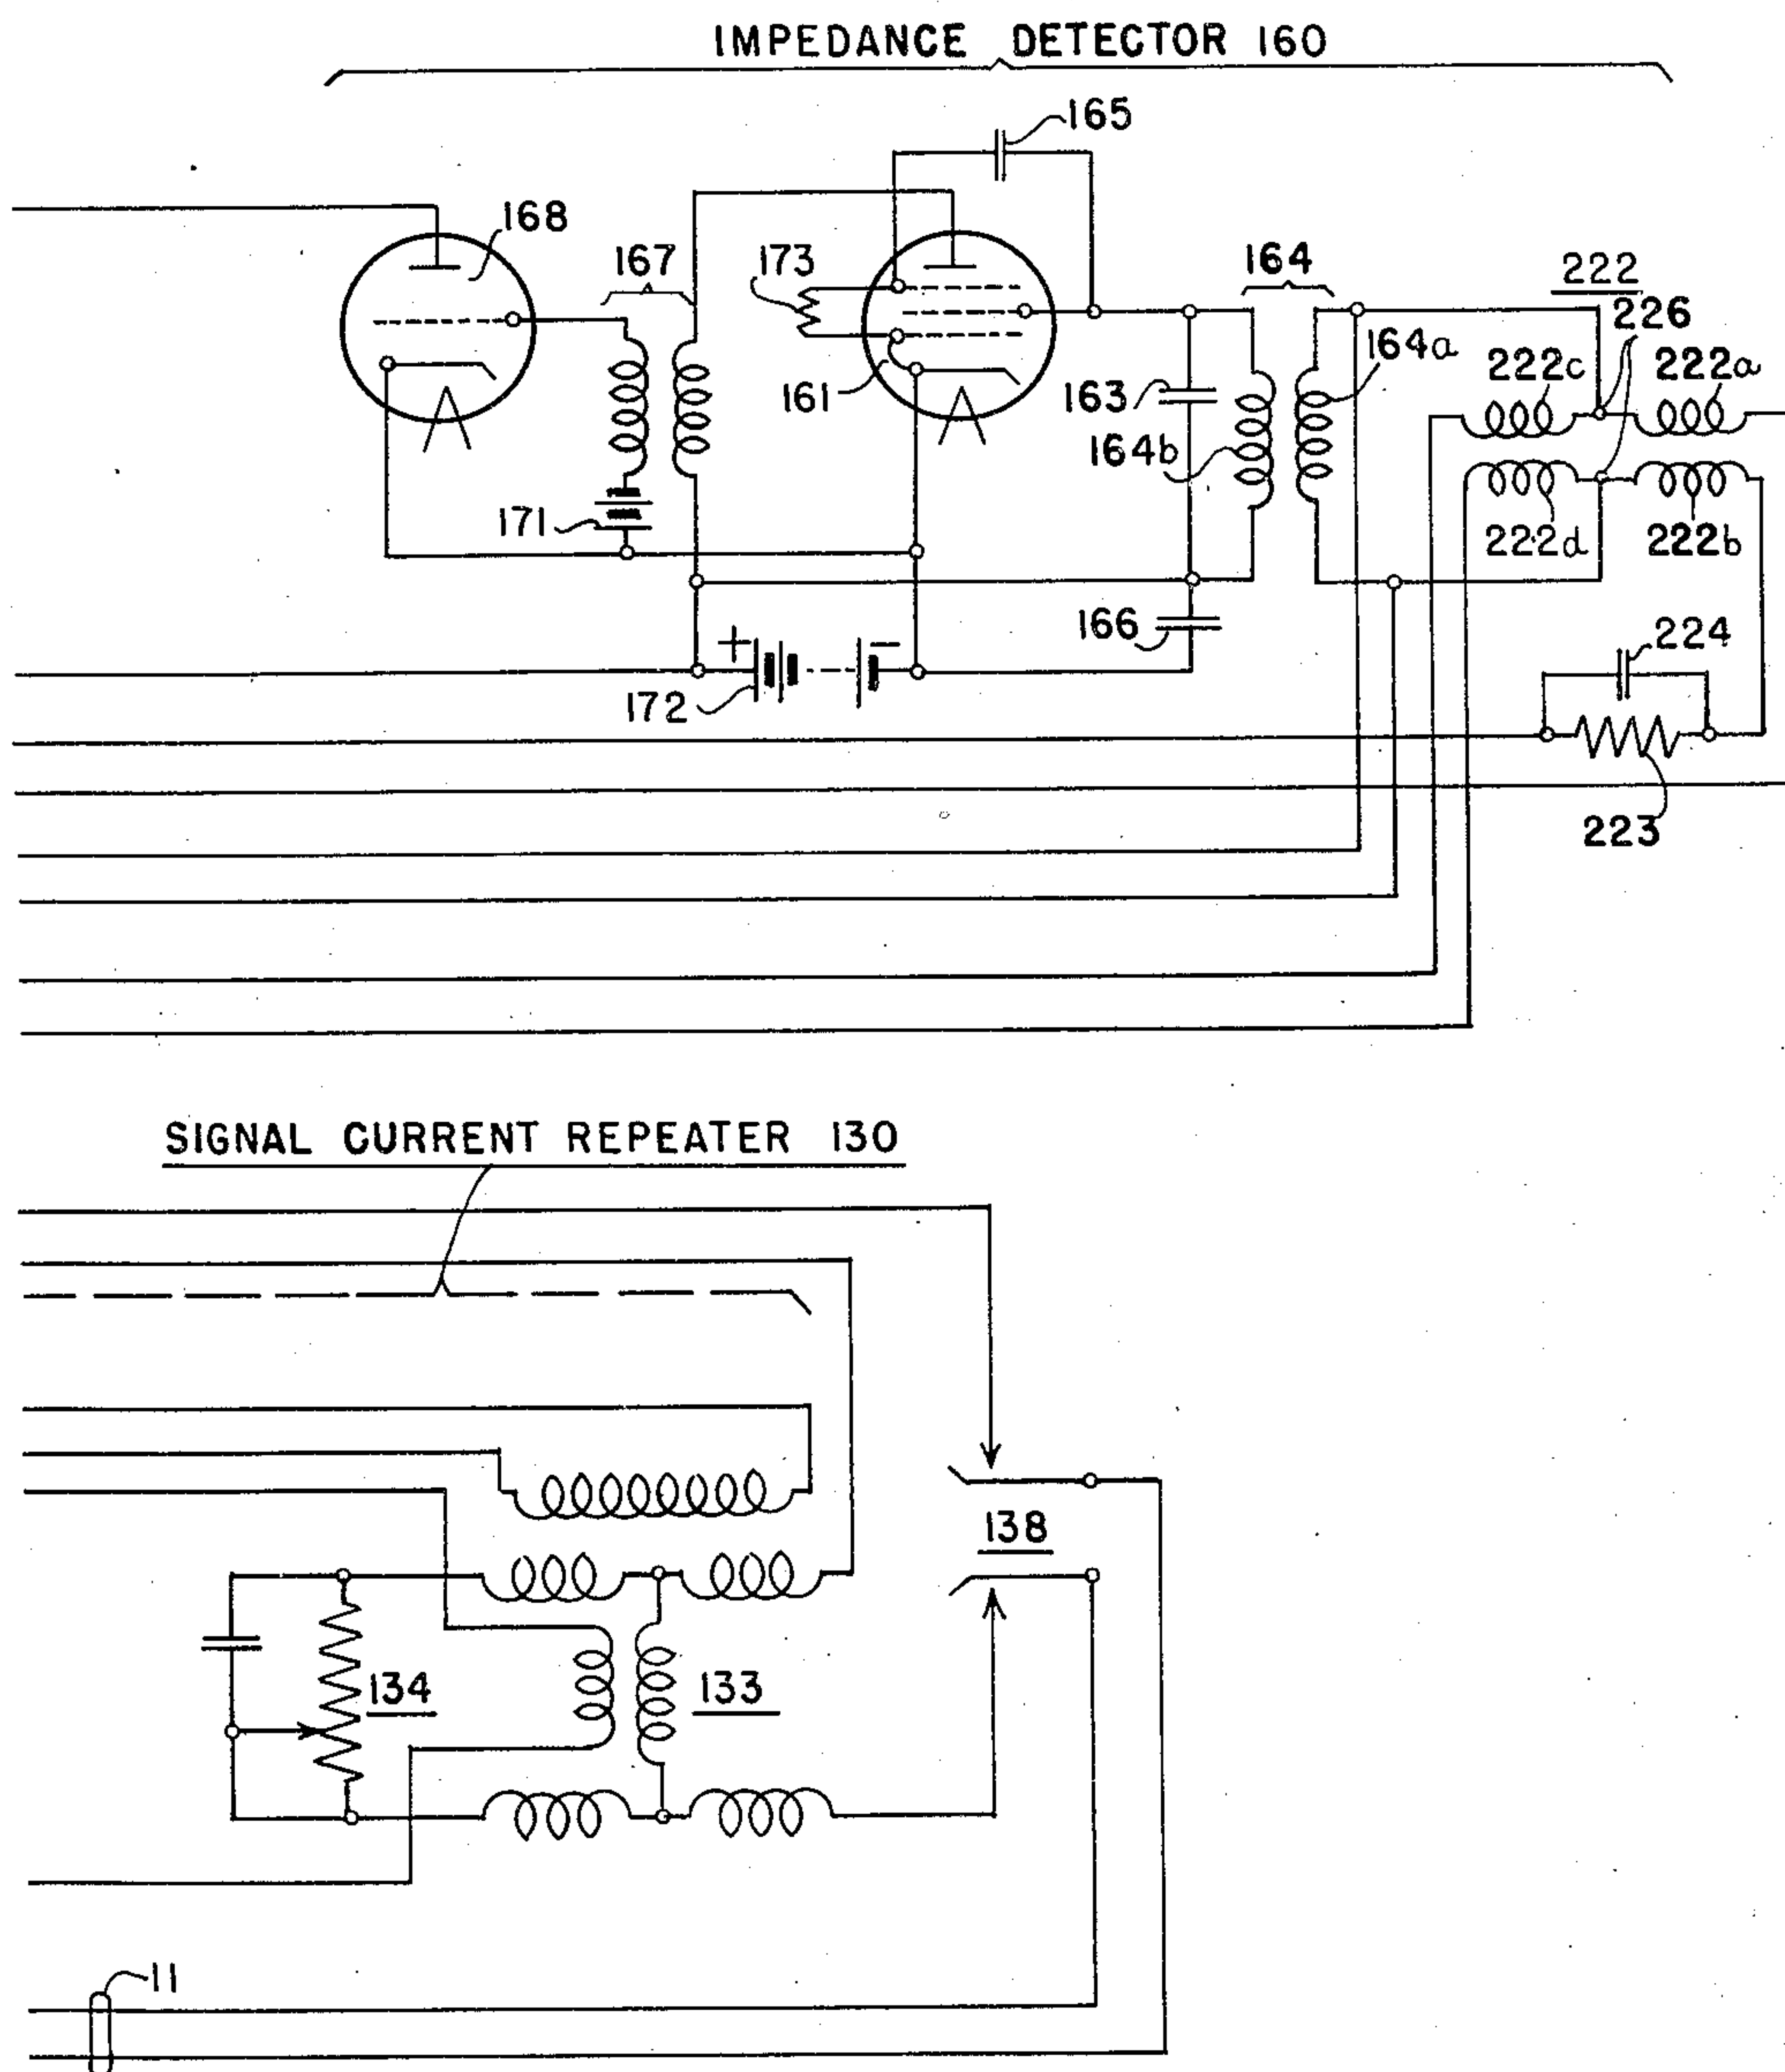 IMPEDANCE DETECTOR 160
165
168
167
173
164
222
226
164a
222c
222a
161
163
164b
171
222d
222b
+
−
166
224
172
223
SIGNAL CURRENT REPEATER 130
138
134
133
11